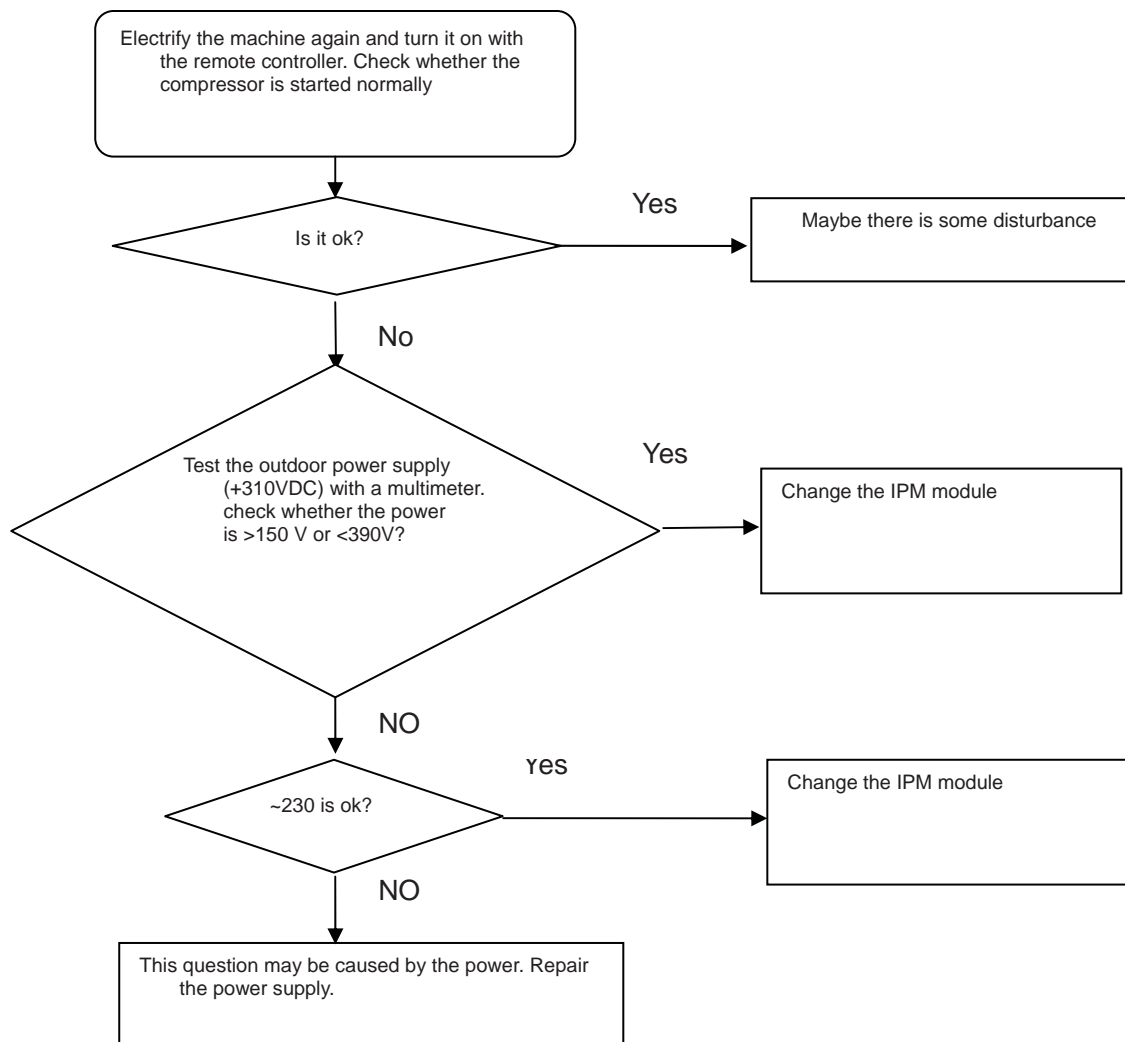 Electrify the machine again and turn it on with
the remote controller. Check whether the
compressor is started normally
Yes
Is it ok?
Maybe there is some disturbance
No
Yes
Test the outdoor power supply
(+310VDC) with a multimeter.
check whether the power
is >150 V or <390V?
Change the IPM module
NO
Yes
~230 is ok?
Change the IPM module
NO
This question may be caused by the power. Repair
the power supply.